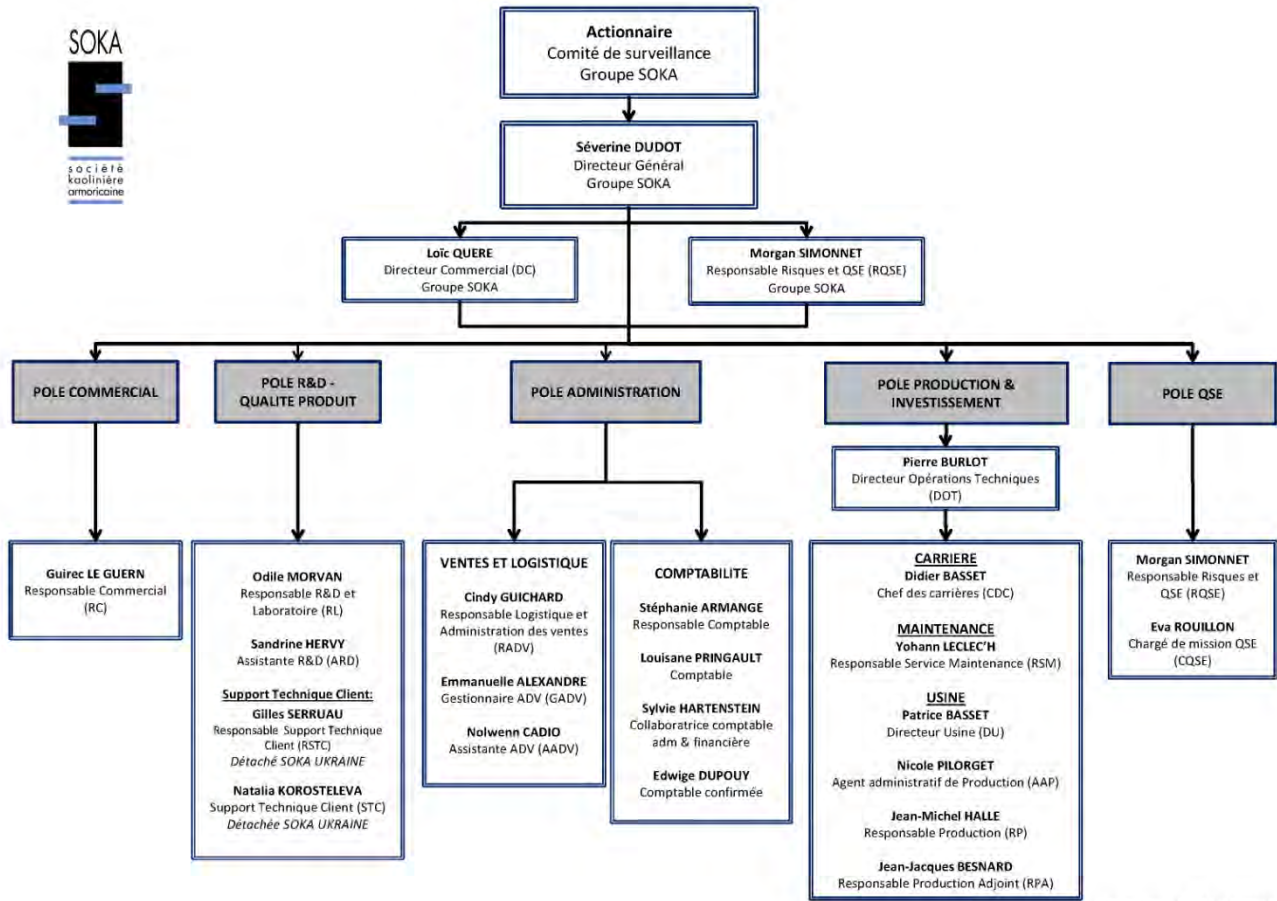 SOKA
société
kaolinière
armoricaine
Actionnaire
Comité de surveillance
Groupe SOKA
Séverine DUDOT
Directeur Général
Groupe SOKA
Loïc QUERE
Directeur Commercial (DC)
Groupe SOKA
Morgan SIMONNET
Responsable Risques et QSE (RQSE)
Groupe SOKA
POLE COMMERCIAL
POLE R&D -
QUALITE PRODUIT
POLE ADMINISTRATION
POLE PRODUCTION &
INVESTISSEMENT
POLE QSE
Pierre BURLOT
Directeur Opérations Techniques
(DOT)
Guirec LE GUERN
Responsable Commercial
(RC)
Odile MORVAN
Responsable R&D et
Laboratoire (RL)
Sandrine HERVY
Assistante R&D (ARD)
Support Technique Client:
Gilles SERRUAU
Responsable Support Technique
Client (RSTC)
Détaché SOKA UKRAINE
Natalia KOROSTELEVA
Support Technique Client (STC)
Détachée SOKA UKRAINE
VENTES ET LOGISTIQUE
Cindy GUICHARD
Responsable Logistique et
Administration des ventes
(RADV)
Emmanuelle ALEXANDRE
Gestionnaire ADV (GADV)
Nolwenn CADIO
Assistante ADV (AADV)
COMPTABILITE
Stéphanie ARMANGE
Responsable Comptable
Louisane PRINGAULT
Comptable
Sylvie HARTENSTEIN
Collaboratrice comptable
adm & financière
Edwige DUPOUY
Comptable confirmée
CARRIERE
Didier BASSET
Chef des carrières (CDC)
MAINTENANCE
Yohann LECLEC'H
Responsable Service Maintenance (RSM)
USINE
Patrice BASSET
Directeur Usine (DU)
Nicole PILORGET
Agent administratif de Production (AAP)
Jean-Michel HALLE
Responsable Production (RP)
Jean-Jacques BESNARD
Responsable Production Adjoint (RPA)
Morgan SIMONNET
Responsable Risques et
QSE (RQSE)
Eva ROUILLON
Chargé de mission QSE
(CQSE)